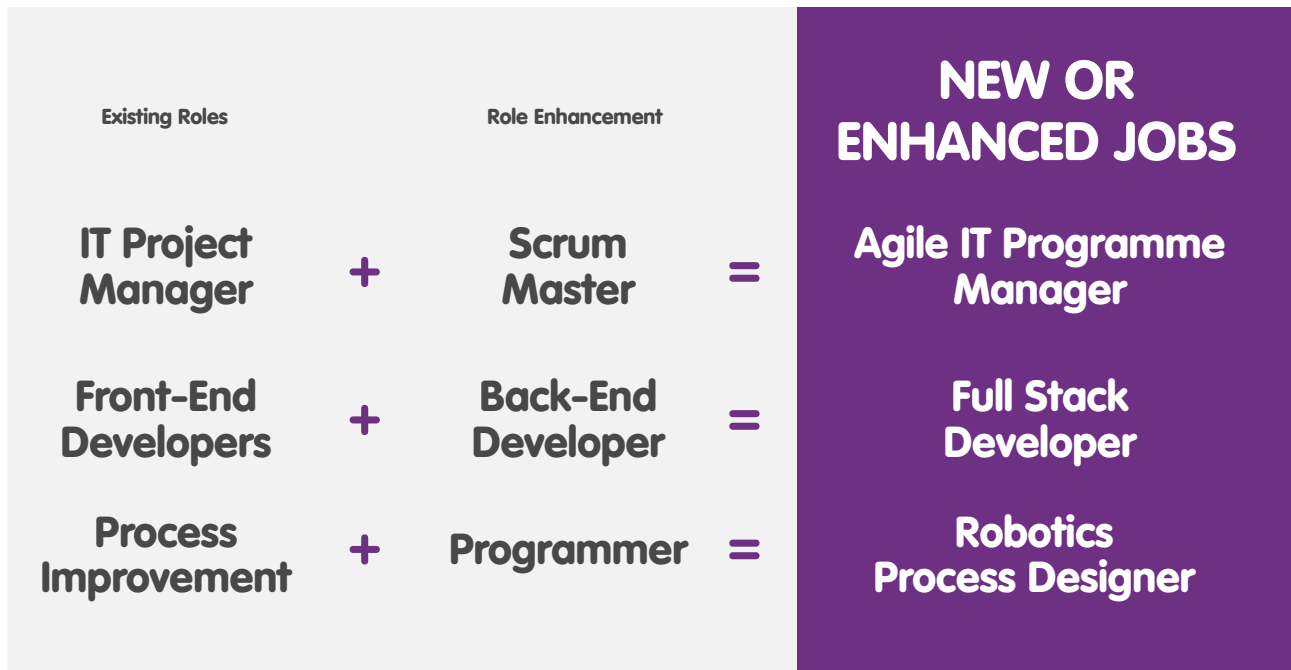 Existing Roles
Role Enhancement
NEW OR
ENHANCED JOBS
IT Project
Manager
+
Scrum
Master
=
Agile IT Programme
Manager
Front-End
Developers
+
Back-End
Developer
=
Full Stack
Developer
Process
Improvement
+
Programmer
=
Robotics
Process Designer